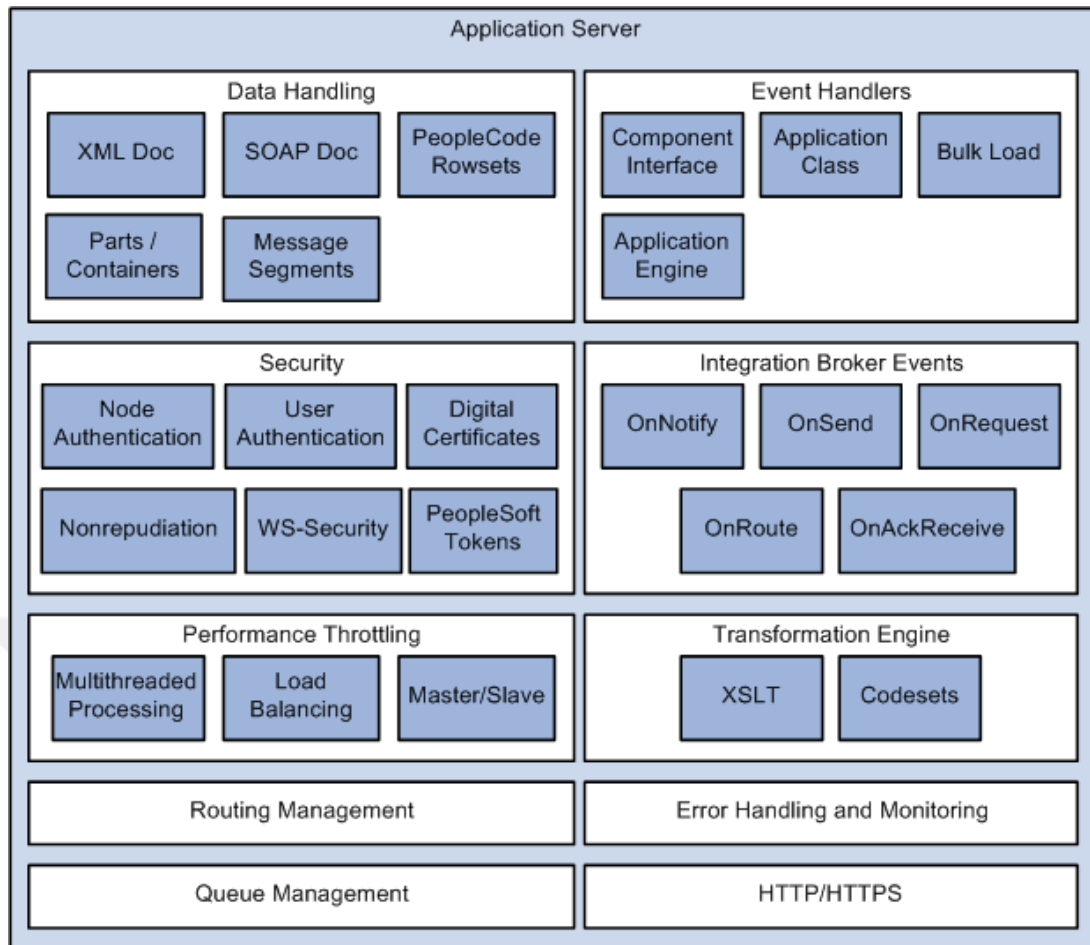 Application Server
Data Handling
XML Doc
SOAP Doc
PeopleCode
Rowsets
Parts /
Containers
Message
Segments
Event Handlers
Component
Interface
Application
Class
Bulk Load
Application
Engine
Security
Node
Authentication
User
Authentication
Digital
Certificates
Nonrepudiation
WS-Security
PeopleSoft
Tokens
Integration Broker Events
OnNotify
OnSend
OnRequest
OnRoute
OnAckReceive
Performance Throttling
Multithreaded
Processing
Load
Balancing
Master/Slave
Transformation Engine
XSLT
Codesets
Routing Management
Error Handling and Monitoring
Queue Management
HTTP/HTTPS